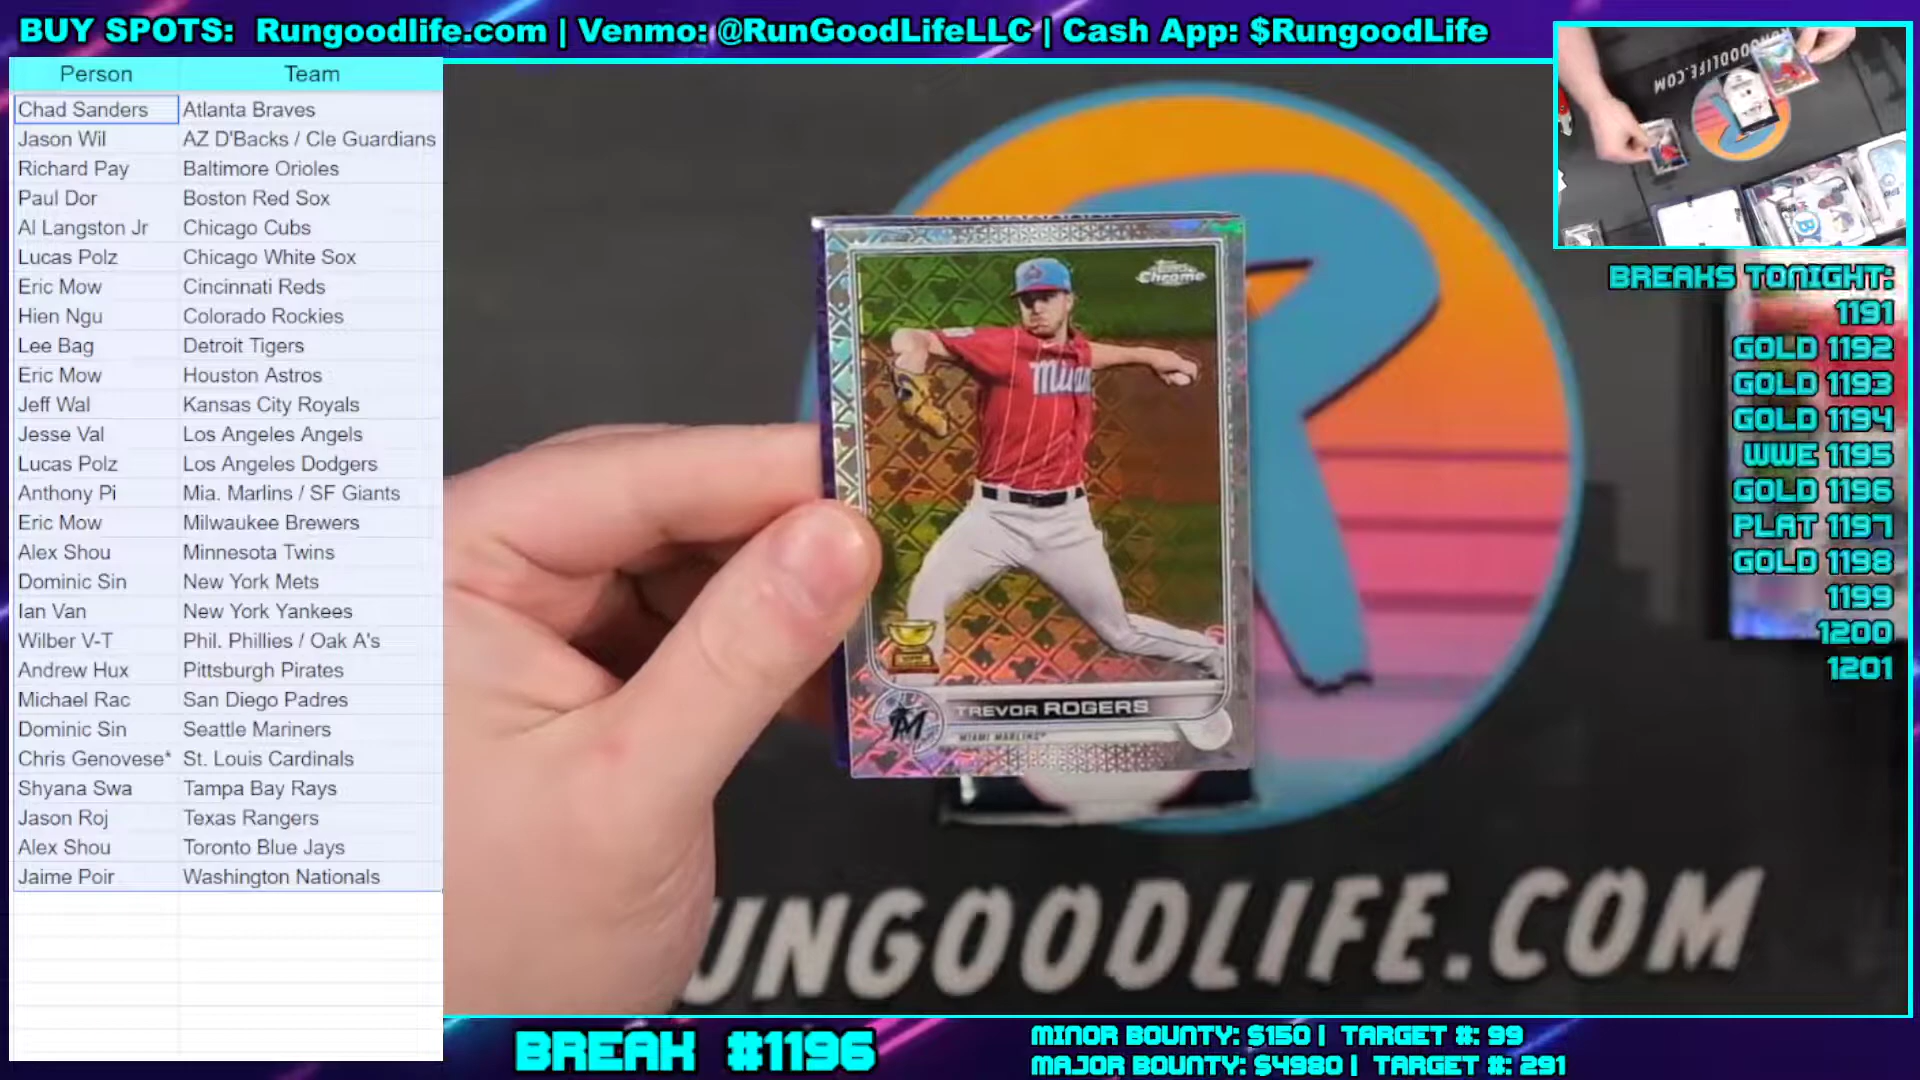 BUY SPOTS: Rungoodlife.com | Venmo: @RunGoodLifeLLC | Cash App: $RungoodLife
Person Team
Chad Sanders Atlanta Braves
Jason Wil AZ D'Backs / Cle Guardians
Richard Pay Baltimore Orioles
Paul Dor Boston Red Sox
Al Langston Jr Chicago Cubs
Lucas Polz Chicago White Sox
Eric Mow Cincinnati Reds
Hien Ngu Colorado Rockies
Lee Bag Detroit Tigers
Eric Mow Houston Astros
Jeff Wal Kansas City Royals
Jesse Val Los Angeles Angels
Lucas Polz Los Angeles Dodgers
Anthony Pi Mia. Marlins / SF Giants
Eric Mow Milwaukee Brewers
Alex Shou Minnesota Twins
Dominic Sin New York Mets
Ian Van New York Yankees
Wilber V-T Phil. Phillies / Oak A's
Andrew Hux Pittsburgh Pirates
Michael Rac San Diego Padres
Dominic Sin Seattle Mariners
Chris Genovese* St. Louis Cardinals
Shyana Swa Tampa Bay Rays
Jason Roj Texas Rangers
Alex Shou Toronto Blue Jays
Jaime Poir Washington Nationals
Topps
Chrome
Miami
TREVOR ROGERS
MIAMI MARLINS
UNGOODLIFE.COM
BREAKS TONIGHT:
1191
GOLD 1192
GOLD 1193
GOLD 1194
WWE 1195
GOLD 1196
PLAT 1197
GOLD 1198
1199
1200
1201
BREAK #1196
MINOR BOUNTY: $150 | TARGET #: 99
MAJOR BOUNTY: $4980 | TARGET #: 291